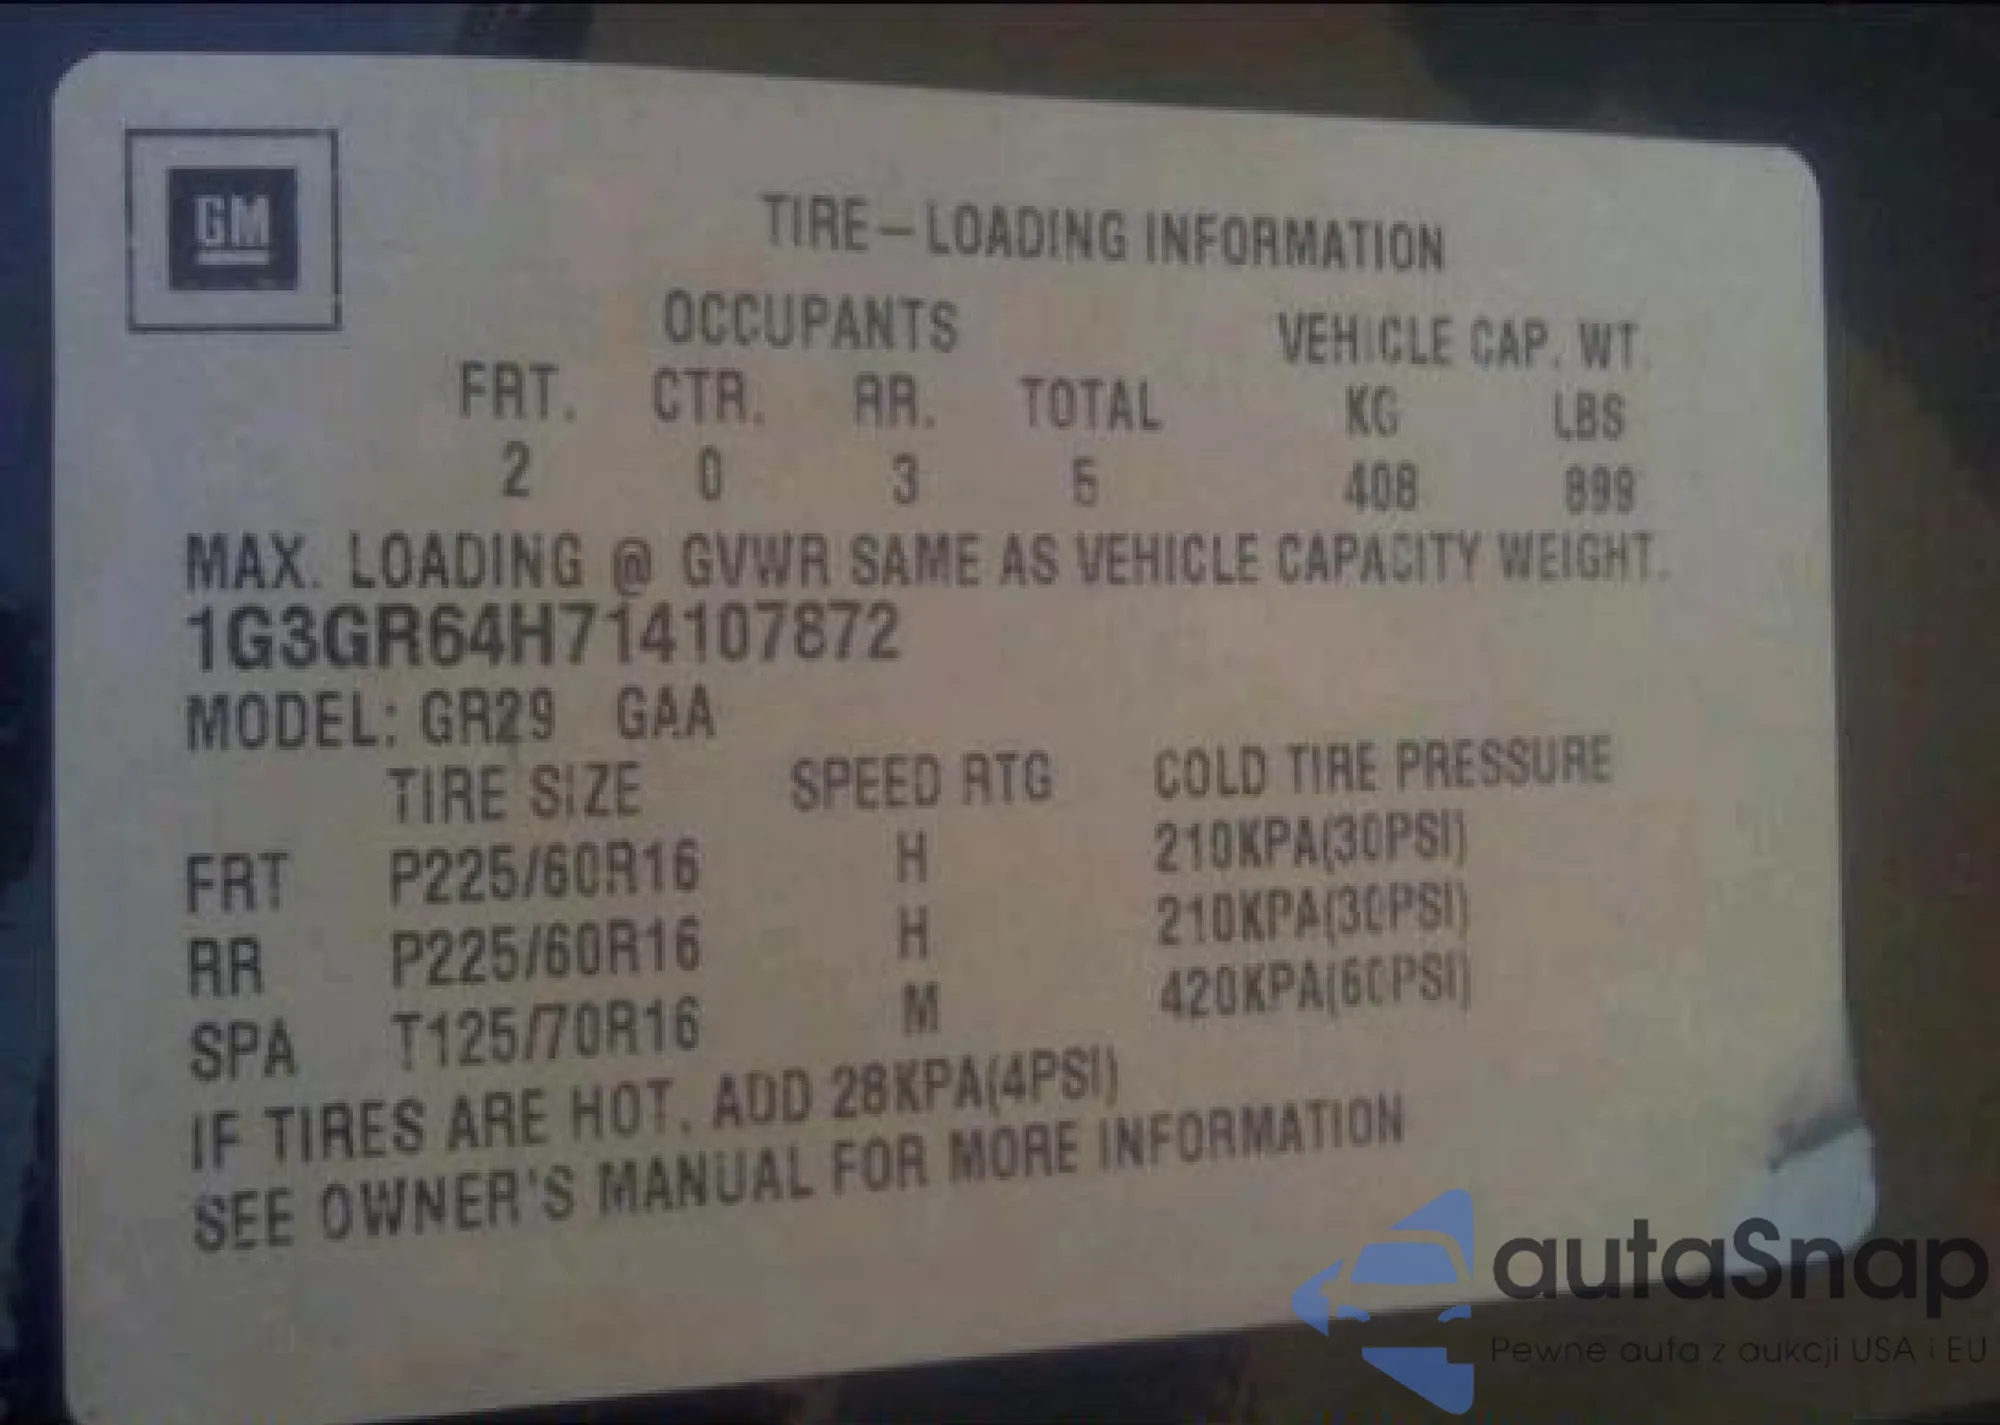 GM
TIRE-LOADING INFORMATION
OCCUPANTS VEHICLE CAP. WT.
FRT. CTR. RR. TOTAL KG LBS
2 0 3 5 408 899
MAX. LOADING @ GVWR SAME AS VEHICLE CAPACITY WEIGHT.
1G3GR64H714107872
MODEL: GR29 GAA
TIRE SIZE SPEED RTG COLD TIRE PRESSURE
FRT P225/60R16 H 210KPA(30PSI)
RR P225/60R16 H 210KPA(30PSI)
SPA T125/70R16 M 420KPA(60PSI)
IF TIRES ARE HOT, ADD 28KPA(4PSI)
SEE OWNER'S MANUAL FOR MORE INFORMATION
autaSnap
Pewne auta z aukcji USA i EU